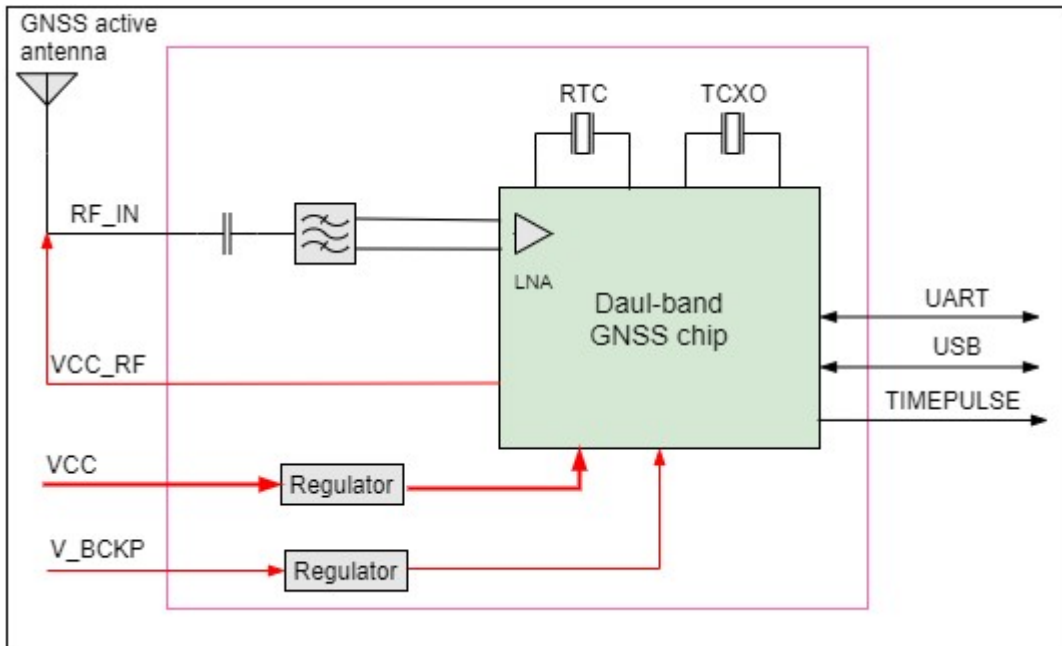 GNSS active
antenna
RTC
TCXO
RF_IN
LNA
Daul-band
GNSS chip
UART
USB
VCC_RF
TIMEPULSE
VCC
Regulator
V_BCKP
Regulator